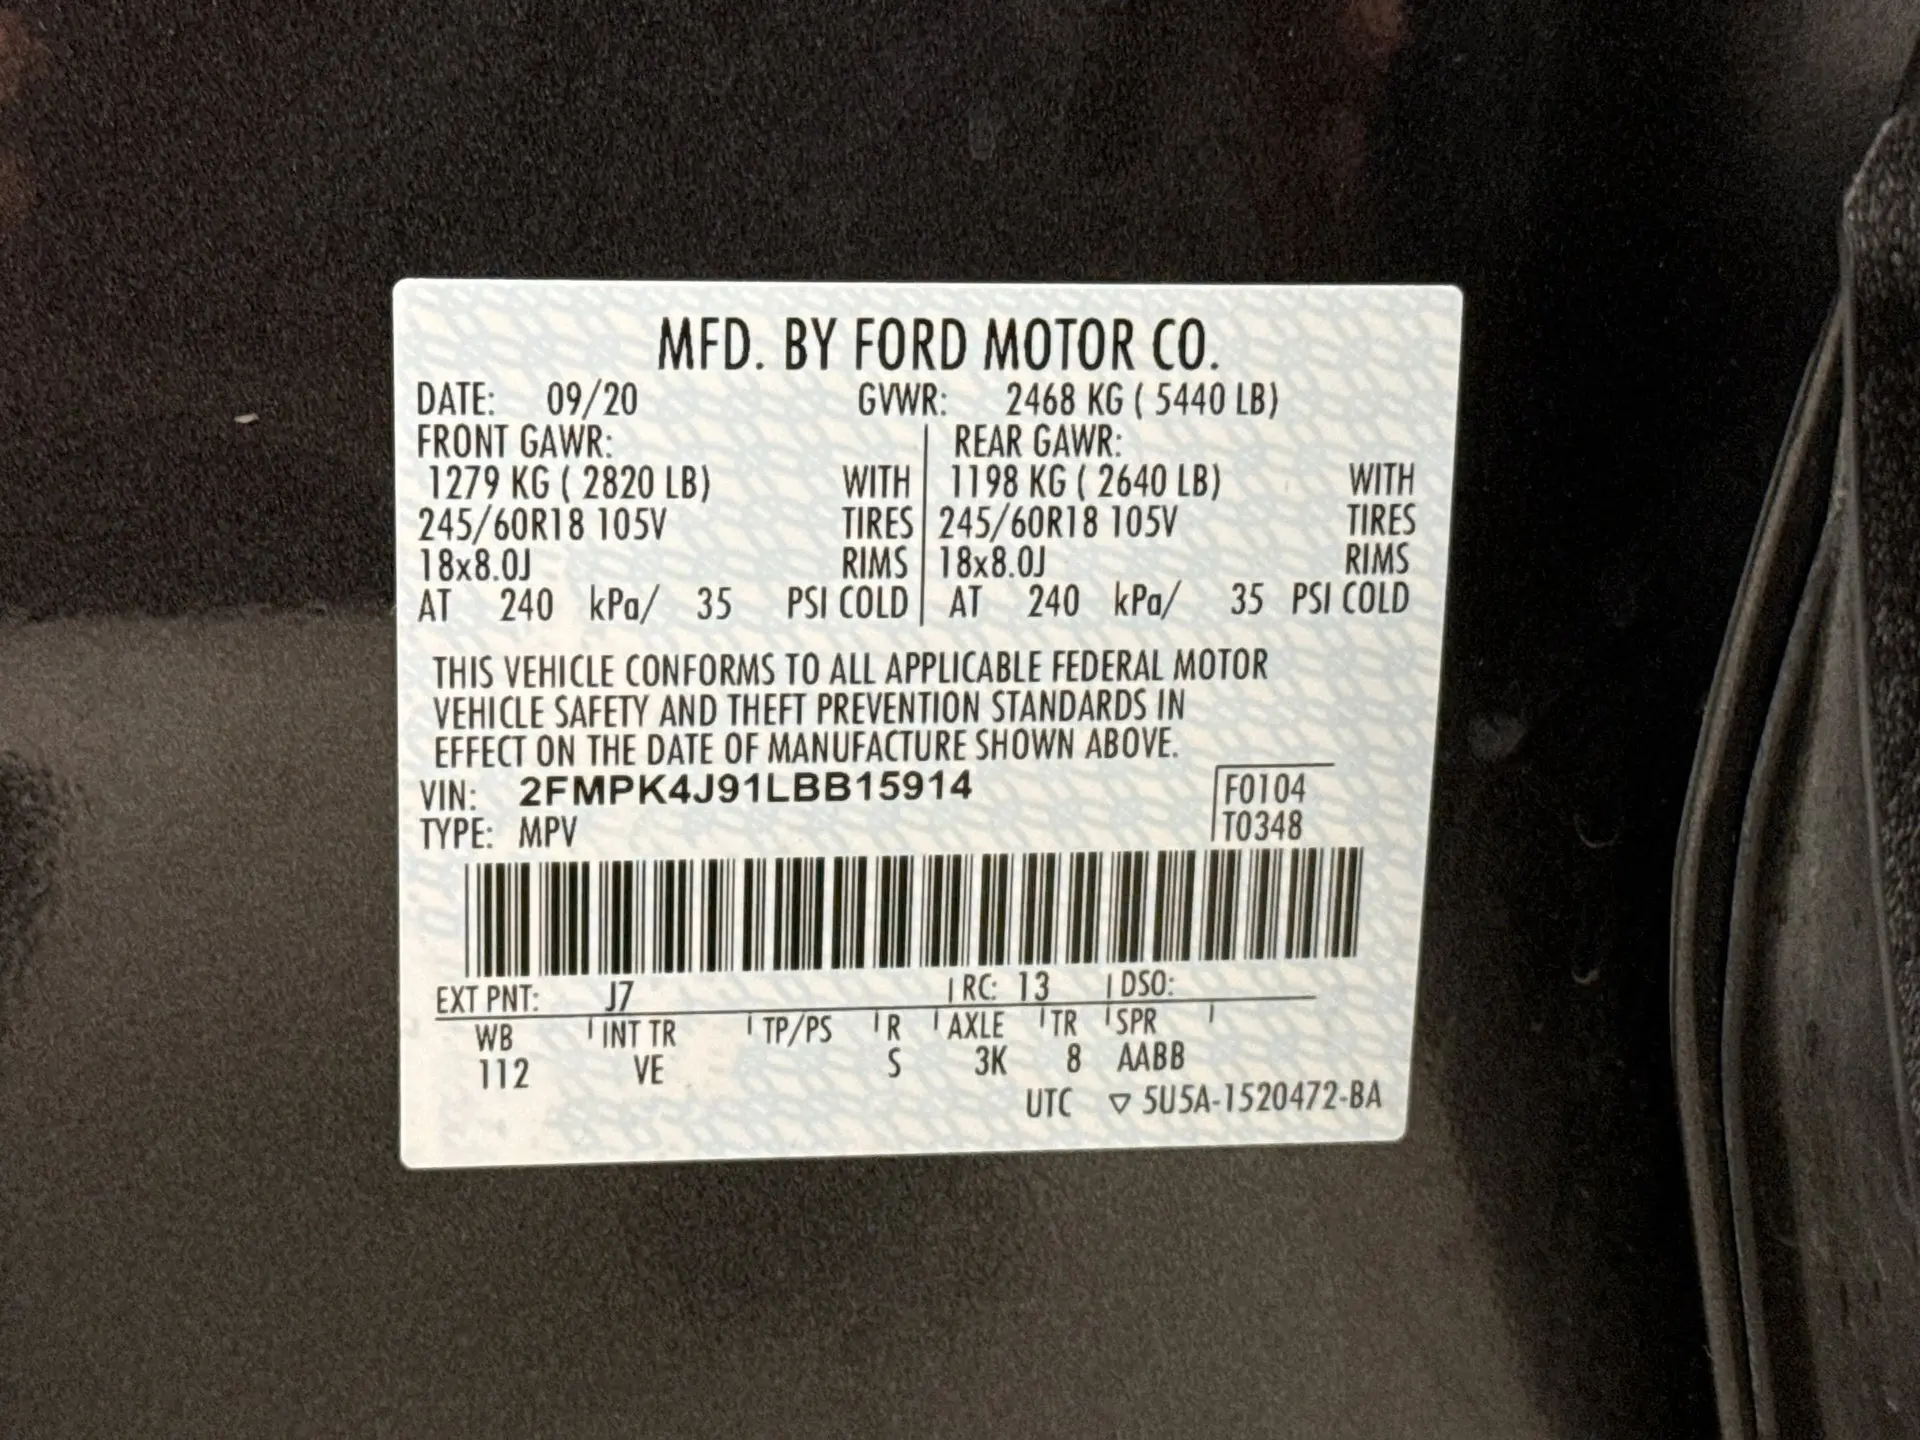 MFD. BY FORD MOTOR CO.
DATE: 09/20 GVWR: 2468 KG ( 5440 LB)
FRONT GAWR: REAR GAWR:
1279 KG ( 2820 LB) WITH 1198 KG ( 2640 LB) WITH
245/60R18 105V TIRES 245/60R18 105V TIRES
18x8.0J RIMS 18x8.0J RIMS
AT 240 kPa/ 35 PSI COLD AT 240 kPa/ 35 PSI COLD
THIS VEHICLE CONFORMS TO ALL APPLICABLE FEDERAL MOTOR
VEHICLE SAFETY AND THEFT PREVENTION STANDARDS IN
EFFECT ON THE DATE OF MANUFACTURE SHOWN ABOVE.
VIN: 2FMPK4J91LBB15914 F0104
TYPE: MPV T0348
EXT PNT: J7 RC: 13 DSO:
WB INT TR TP/PS R AXLE TR SPR
112 VE S 3K 8 AABB
UTC ▽ 5U5A-1520472-BA